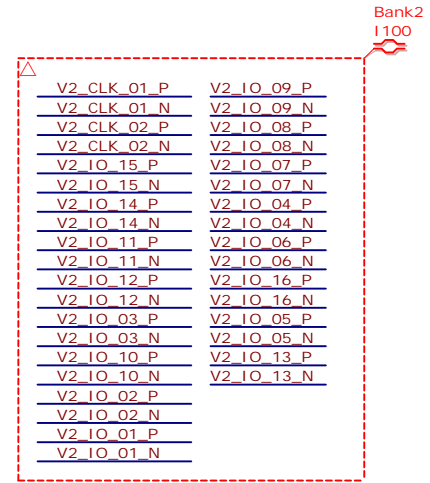 Bank2
I100
V2_CLK_01_P
V2_CLK_01_N
V2_CLK_02_P
V2_CLK_02_N
V2_IO_15_P
V2_IO_15_N
V2_IO_14_P
V2_IO_14_N
V2_IO_11_P
V2_IO_11_N
V2_IO_12_P
V2_IO_12_N
V2_IO_03_P
V2_IO_03_N
V2_IO_10_P
V2_IO_10_N
V2_IO_02_P
V2_IO_02_N
V2_IO_01_P
V2_IO_01_N
V2_IO_09_P
V2_IO_09_N
V2_IO_08_P
V2_IO_08_N
V2_IO_07_P
V2_IO_07_N
V2_IO_04_P
V2_IO_04_N
V2_IO_06_P
V2_IO_06_N
V2_IO_16_P
V2_IO_16_N
V2_IO_05_P
V2_IO_05_N
V2_IO_13_P
V2_IO_13_N